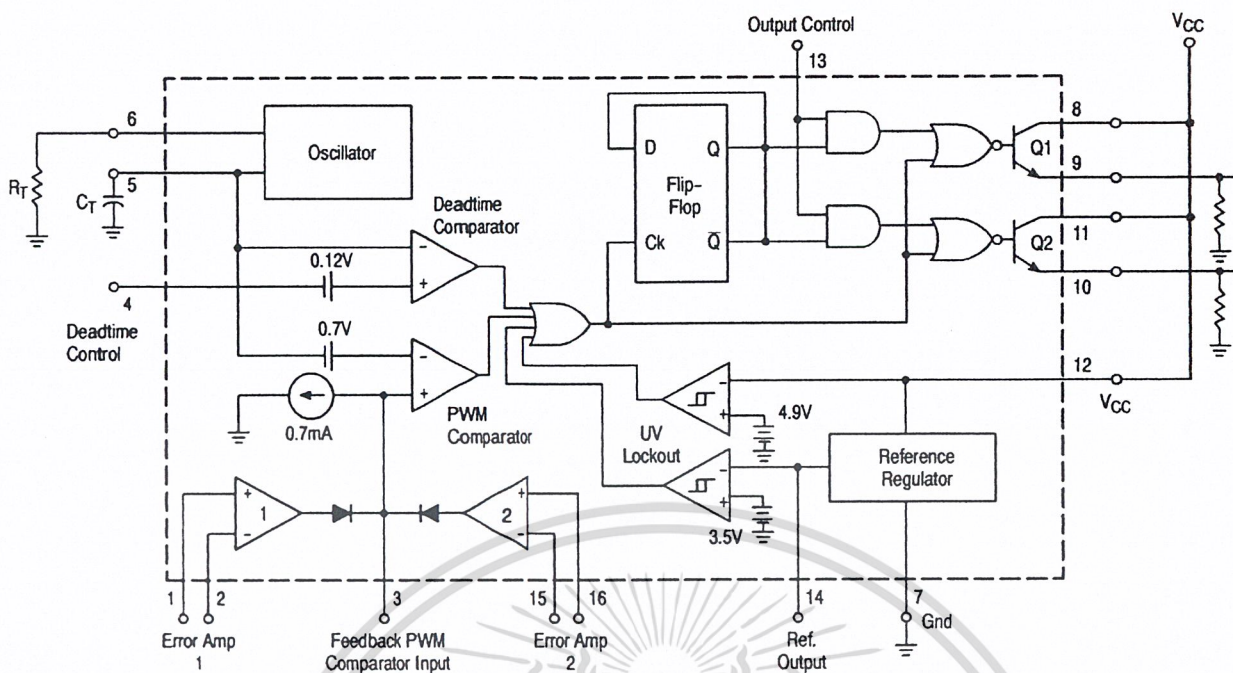 Output Control
13
VCC
6
Oscillator
RT
5
CT
D
Q
Flip-
Flop
Ck
Q̅
8
Q1
9
11
Q2
10
Deadtime
Comparator
0.12V
4
Deadtime
Control
0.7V
0.7mA
PWM
Comparator
UV
Lockout
4.9V
3.5V
12
VCC
Reference
Regulator
1
2
1
2
3
15
16
14
7
Gnd
Error Amp
1
Feedback PWM
Comparator Input
Error Amp
2
Ref.
Output